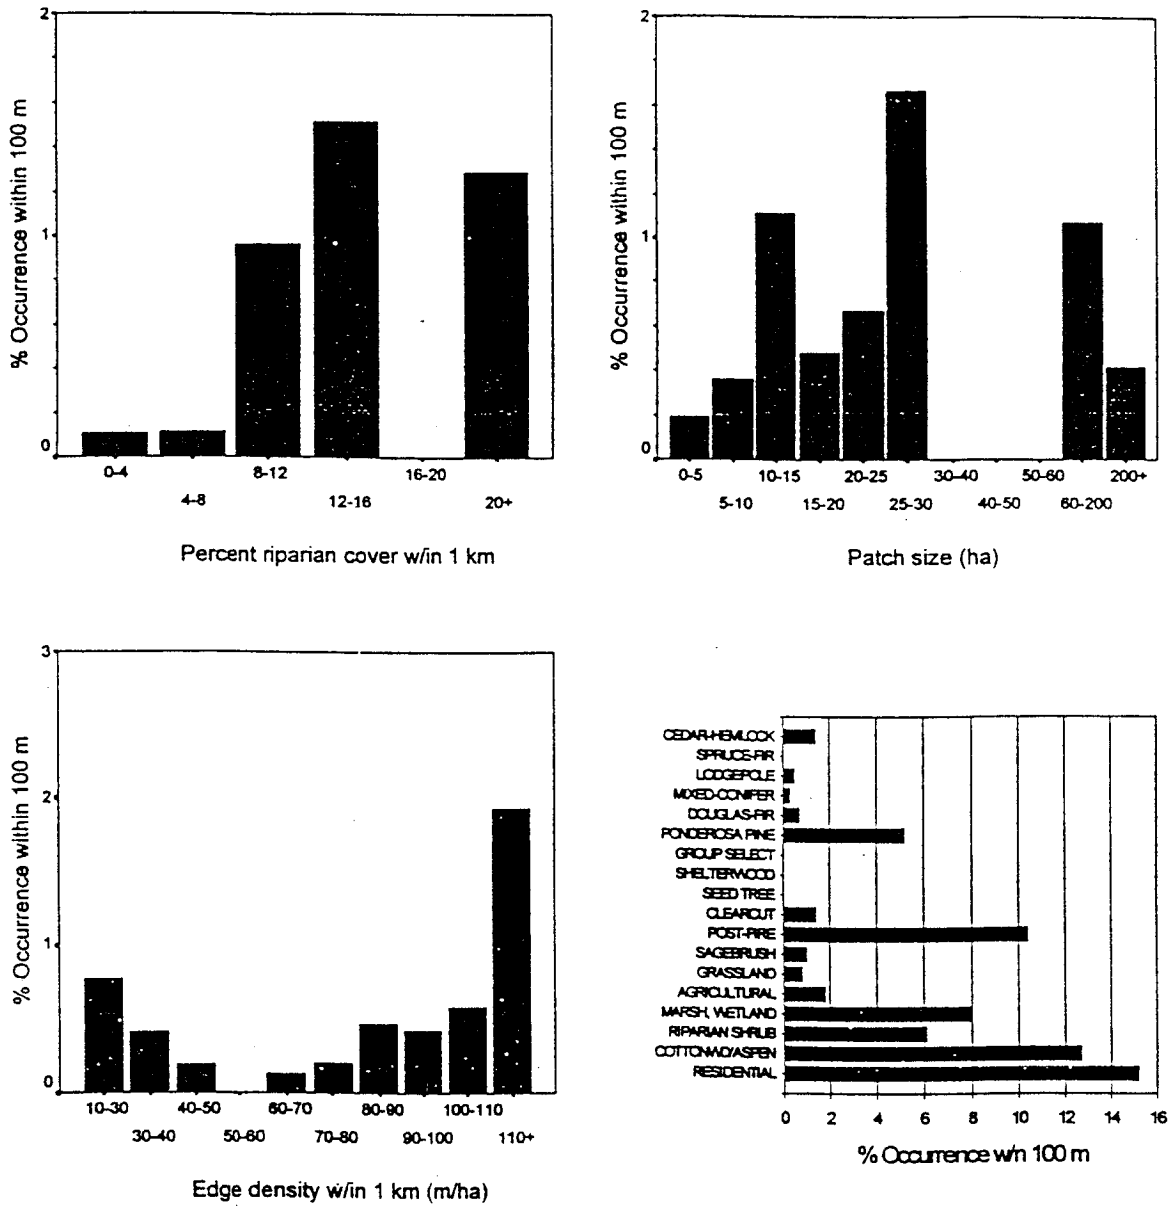 2
1
0
% Occurrence within 100 m
0-4
8-12
16-20
4-8
12-16
20+
Percent riparian cover w/in 1 km
2
1
0
% Occurrence within 100 m
0-5
10-15
20-25
30-40
50-60
200+
5-10
15-20
25-30
40-50
60-200
Patch size (ha)
3
2
1
0
% Occurrence within 100 m
10-30
40-50
60-70
80-90
100-110
30-40
50-60
70-80
90-100
110+
Edge density w/in 1 km (m/ha)
CEDAR-HEMLOCK
SPRUCE-FIR
LODGEPOLE
MIXED-CONIFER
DOUGLAS-FIR
PONDEROSA PINE
GROUP SELECT
SHELTERWOOD
SEED TREE
CLEARCUT
POST-FIRE
SAGEBRUSH
GRASSLAND
AGRICULTURAL
MARSH, WETLAND
RIPARIAN SHRUB
COTTONWD/ASPEN
RESIDENTIAL
0 2 4 6 8 10 12 14 16
% Occurrence w/n 100 m